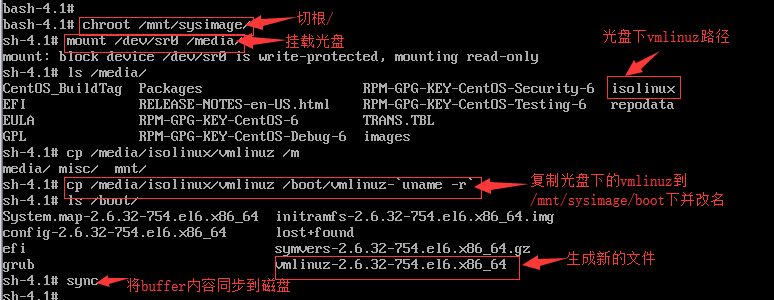 bash-4.1#
bash-4.1# chroot /mnt/sysimage/ 切根/
sh-4.1# mount /dev/sr0 /media/ 挂载光盘
mount: block device /dev/sr0 is write-protected, mounting read-only
光盘下vmlinuz路径
sh-4.1# ls /media/
CentOS_BuildTag Packages RPM-GPG-KEY-CentOS-Security-6 isolinux
EFI RELEASE-NOTES-en-US.html RPM-GPG-KEY-CentOS-Testing-6 repodata
EULA RPM-GPG-KEY-CentOS-6 TRANS.TBL
GPL RPM-GPG-KEY-CentOS-Debug-6 images
sh-4.1# cp /media/isolinux/vmlinuz /m
media/ misc/ mnt/
sh-4.1# cp /media/isolinux/vmlinuz /boot/vmlinuz-`uname -r`
复制光盘下的vmlinuz到
/mnt/sysimage/boot下并改名
sh-4.1# ls /boot/
System.map-2.6.32-754.el6.x86_64 initramfs-2.6.32-754.el6.x86_64.img
config-2.6.32-754.el6.x86_64 lost+found
efi symvers-2.6.32-754.el6.x86_64.gz
grub vmlinuz-2.6.32-754.el6.x86_64 生成新的文件
sh-4.1# sync 将buffer内容同步到磁盘
sh-4.1#